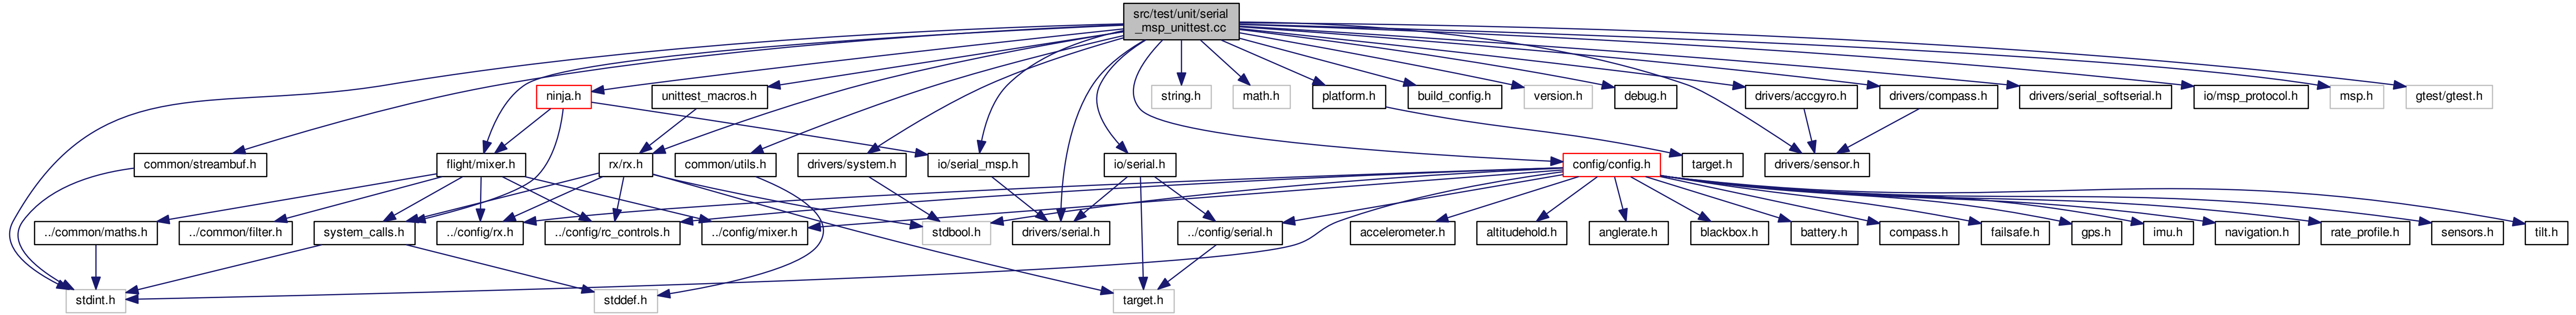 src/test/unit/serial
_msp_unittest.cc
ninja.h
unittest_macros.h
string.h
math.h
platform.h
build_config.h
version.h
debug.h
drivers/accgyro.h
drivers/compass.h
drivers/serial_softserial.h
io/msp_protocol.h
msp.h
gtest/gtest.h
common/streambuf.h
flight/mixer.h
rx/rx.h
common/utils.h
drivers/system.h
io/serial_msp.h
io/serial.h
config/config.h
target.h
drivers/sensor.h
../common/maths.h
../common/filter.h
system_calls.h
../config/rx.h
../config/rc_controls.h
../config/mixer.h
stdbool.h
drivers/serial.h
../config/serial.h
accelerometer.h
altitudehold.h
anglerate.h
blackbox.h
battery.h
compass.h
failsafe.h
gps.h
imu.h
navigation.h
rate_profile.h
sensors.h
tilt.h
stdint.h
stddef.h
target.h